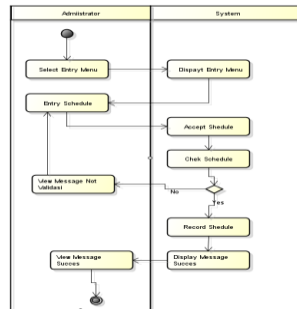 Administrator
System
Select Entry Menu
Dispayt Entry Menu
Entry Schedule
Accept Shedule
Chek Schedule
View Message Not
Validasi
No
Yes
Record Shedule
View Message
Succes
Display Message
Succes